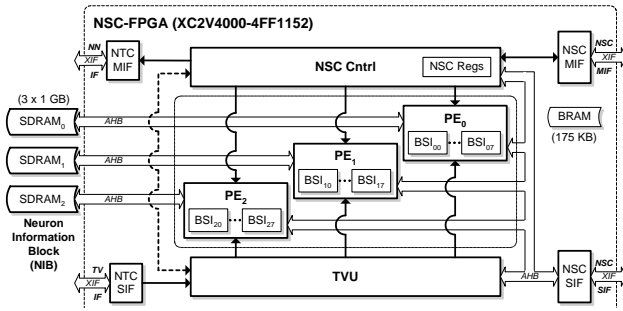 NSC-FPGA (XC2V4000-4FF1152)
NN
XIF
IF
NTC
MIF
NSC Cntrl
NSC Regs
NSC
MIF
NSC
XIF
MIF
(3 x 1 GB)
SDRAM₀
AHB
PE₀
BSI₀₀ ··· BSI₀₇
BRAM
(175 KB)
SDRAM₁
AHB
PE₁
BSI₁₀ ··· BSI₁₇
SDRAM₂
AHB
PE₂
BSI₂₀ ··· BSI₂₇
Neuron
Information
Block
(NIB)
TV
XIF
IF
NTC
SIF
TVU
AHB
NSC
SIF
NSC
XIF
SIF